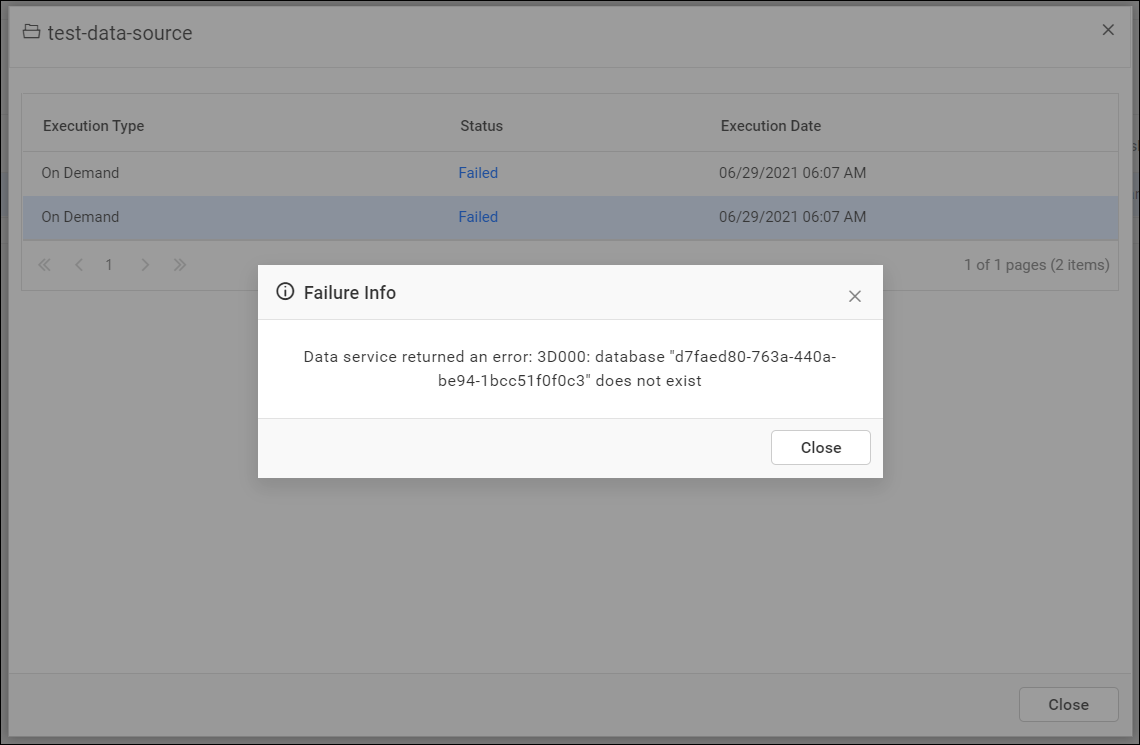 test-data-source
Execution Type Status Execution Date
On Demand Failed 06/29/2021 06:07 AM
On Demand Failed 06/29/2021 06:07 AM
1 1 of 1 pages (2 items)
Failure Info
Data service returned an error: 3D000: database "d7faed80-763a-440a-
be94-1bcc51f0f0c3" does not exist
Close
Close